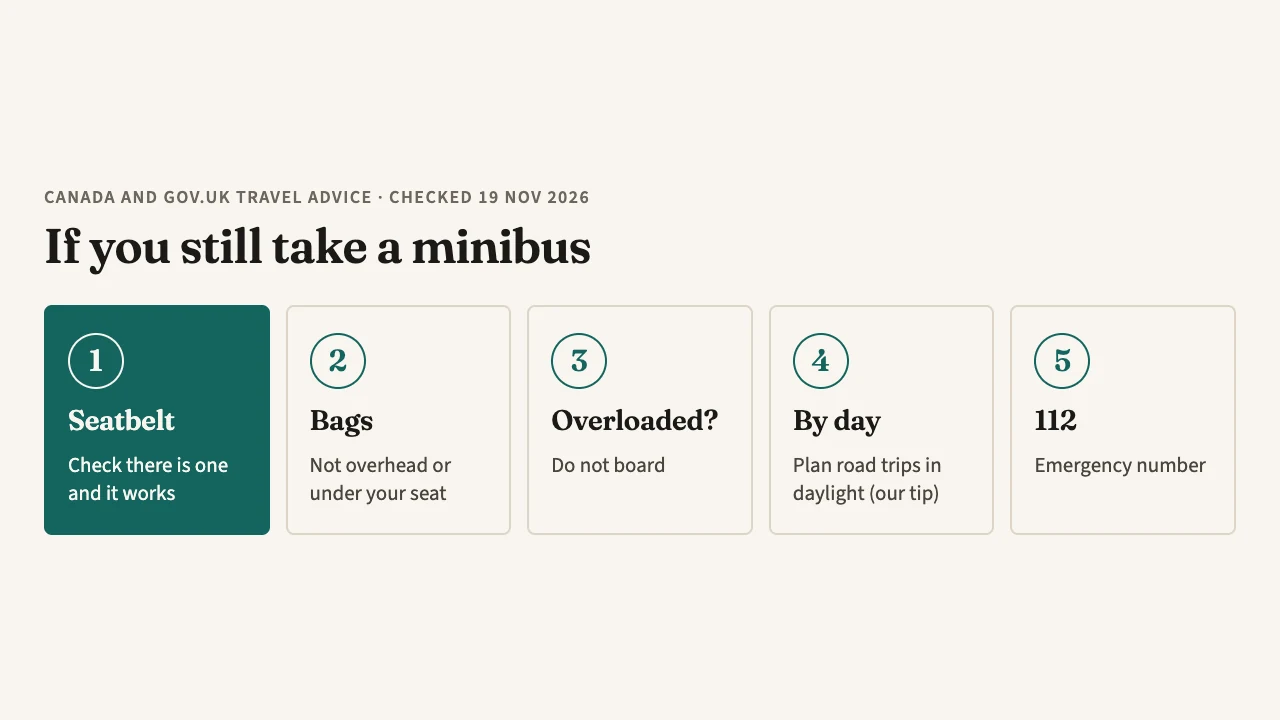 CANADA AND GOV.UK TRAVEL ADVICE · CHECKED 19 NOV 2026
If you still take a minibus
1
Seatbelt
Check there is one
and it works
2
Bags
Not overhead or
under your seat
3
Overloaded?
Do not board
4
By day
Plan road trips in
daylight (our tip)
5
112
Emergency number